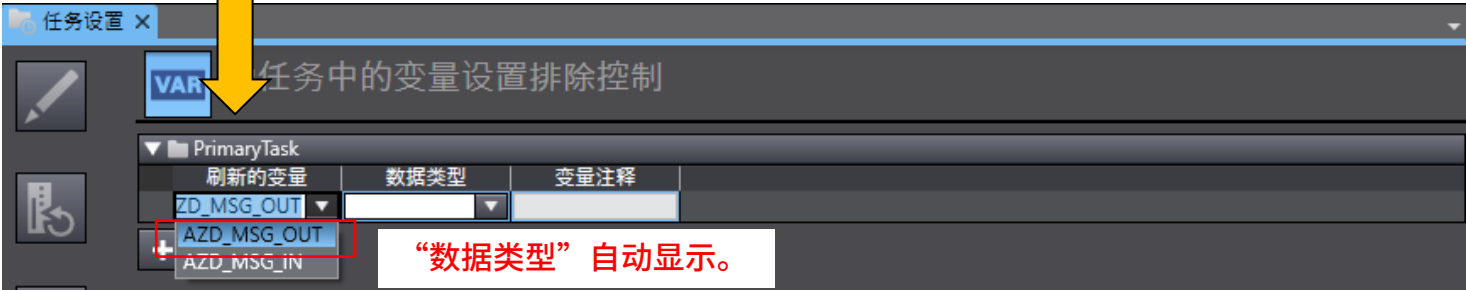 任务设置
VAR 任务中的变量设置排除控制
PrimaryTask
刷新的变量 数据类型 变量注释
ZD_MSG_OUT
AZD_MSG_OUT
AZD_MSG_IN
“数据类型”自动显示。